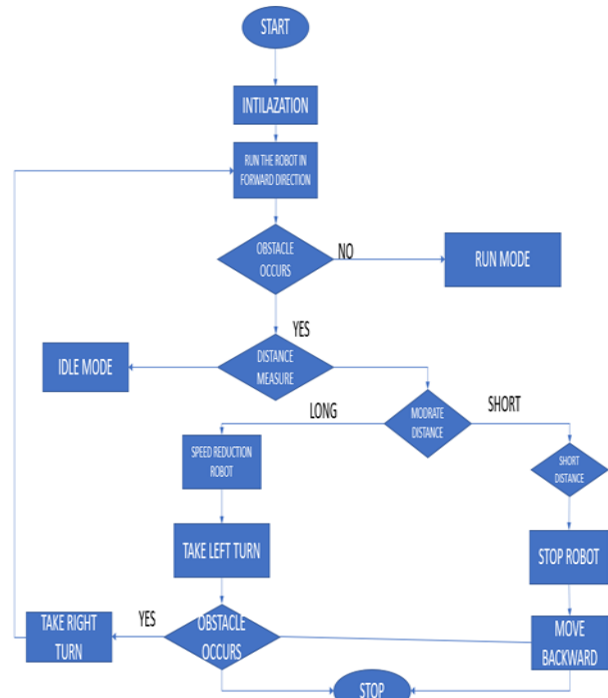 START
INTILAZATION
RUN THE ROBOT IN
FORWARD DIRECTION
OBSTACLE
OCCURS
NO
RUN MODE
YES
IDLE MODE
DISTANCE
MEASURE
LONG
MODRATE
DISTANCE
SHORT
SPEED REDUCTION
ROBOT
SHORT
DISTANCE
TAKE LEFT TURN
STOP ROBOT
TAKE RIGHT
TURN
YES
OBSTACLE
OCCURS
MOVE
BACKWARD
STOP